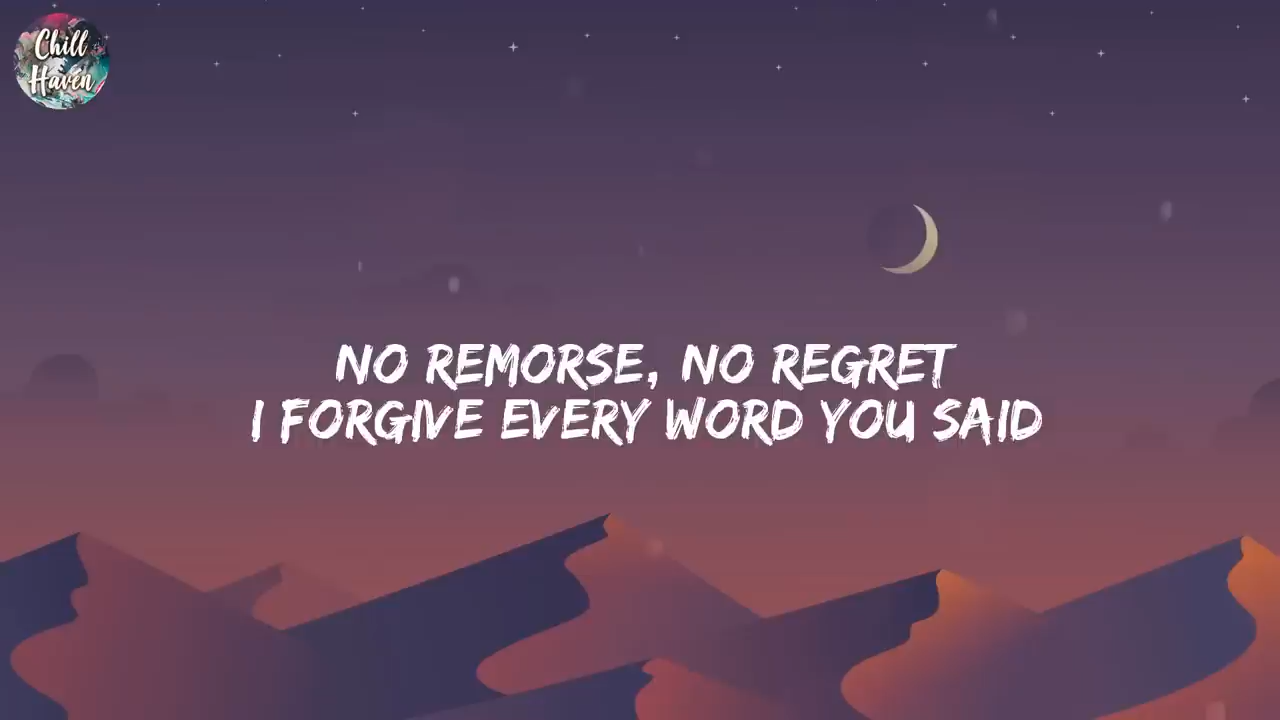 Chill
Haven
NO REMORSE, NO REGRET
I FORGIVE EVERY WORD YOU SAID